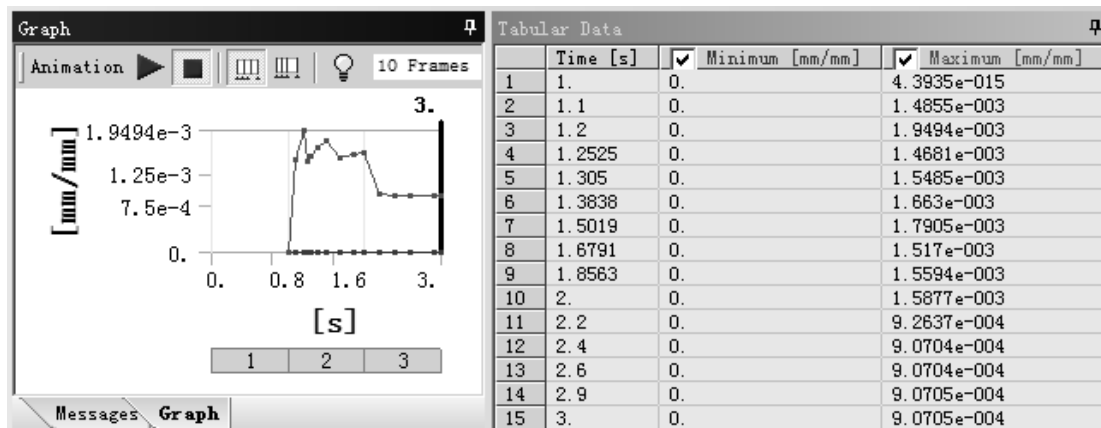 Graph
Animation
10 Frames
3.
1.9494e-3
1.25e-3
7.5e-4
0.
[mm/mm]
0. 0.8 1.6 3.
[s]
1 2 3
Messages Graph
Tabular Data
Time [s] Minimum [mm/mm] Maximum [mm/mm]
1 1. 0. 4.3935e-015
2 1.1 0. 1.4855e-003
3 1.2 0. 1.9494e-003
4 1.2525 0. 1.4681e-003
5 1.305 0. 1.5485e-003
6 1.3838 0. 1.663e-003
7 1.5019 0. 1.7905e-003
8 1.6791 0. 1.517e-003
9 1.8563 0. 1.5594e-003
10 2. 0. 1.5877e-003
11 2.2 0. 9.2637e-004
12 2.4 0. 9.0704e-004
13 2.6 0. 9.0704e-004
14 2.9 0. 9.0705e-004
15 3. 0. 9.0705e-004